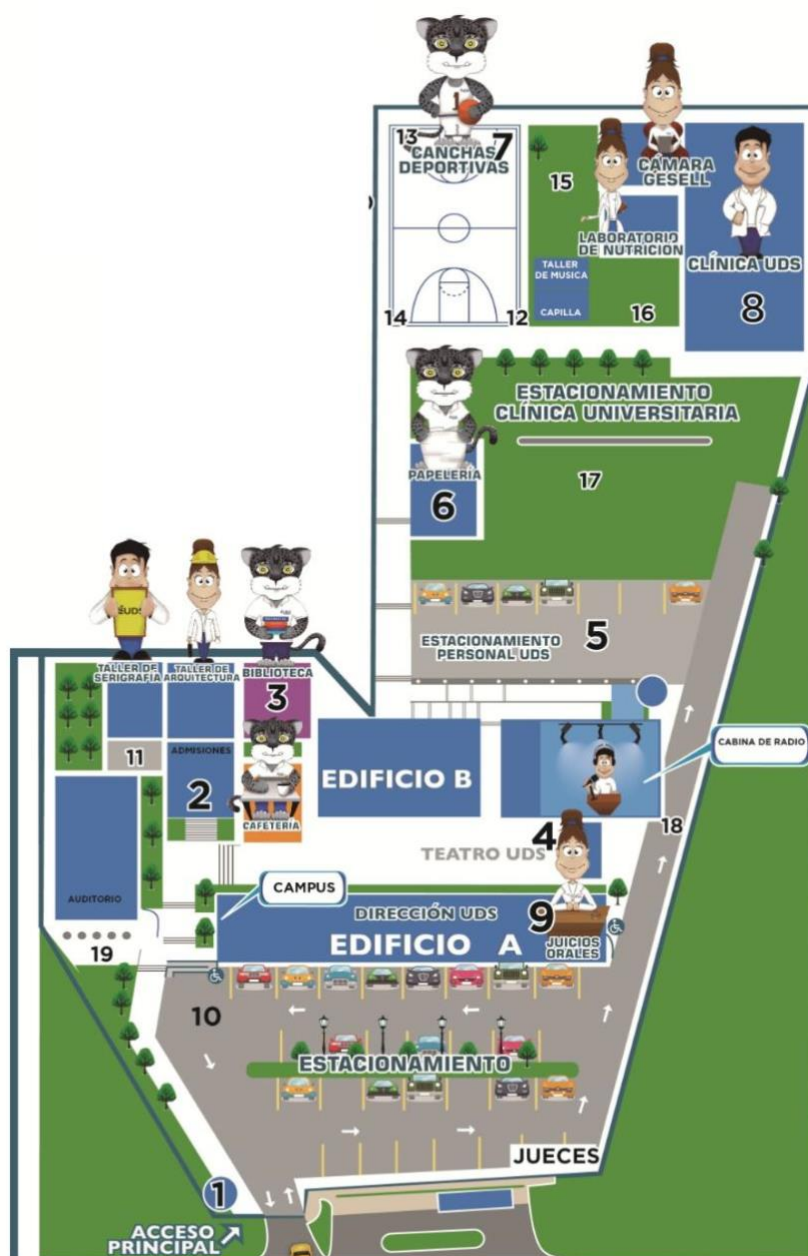 13
7
CANCHAS
DEPORTIVAS
14
12
15
CAMARA
GESELL
LABORATORIO
DE NUTRICION
TALLER
DE MUSICA
CAPILLA
16
CLÍNICA UDS
8
ESTACIONAMIENTO
CLÍNICA UNIVERSITARIA
PAPELERIA
6
17
5
ESTACIONAMIENTO
PERSONAL UDS
UDS
TALLER DE
SERIGRAFIA
TALLER DE
ARQUITECTURA
BIBLIOTECA
3
11
ADMISIONES
2
CAFETERIA
EDIFICIO B
CABINA DE RADIO
4
TEATRO UDS
18
AUDITORIO
CAMPUS
DIRECCIÓN UDS
EDIFICIO A
9
JUICIOS
ORALES
19
10
ESTACIONAMIENTO
JUECES
1
ACCESO
PRINCIPAL